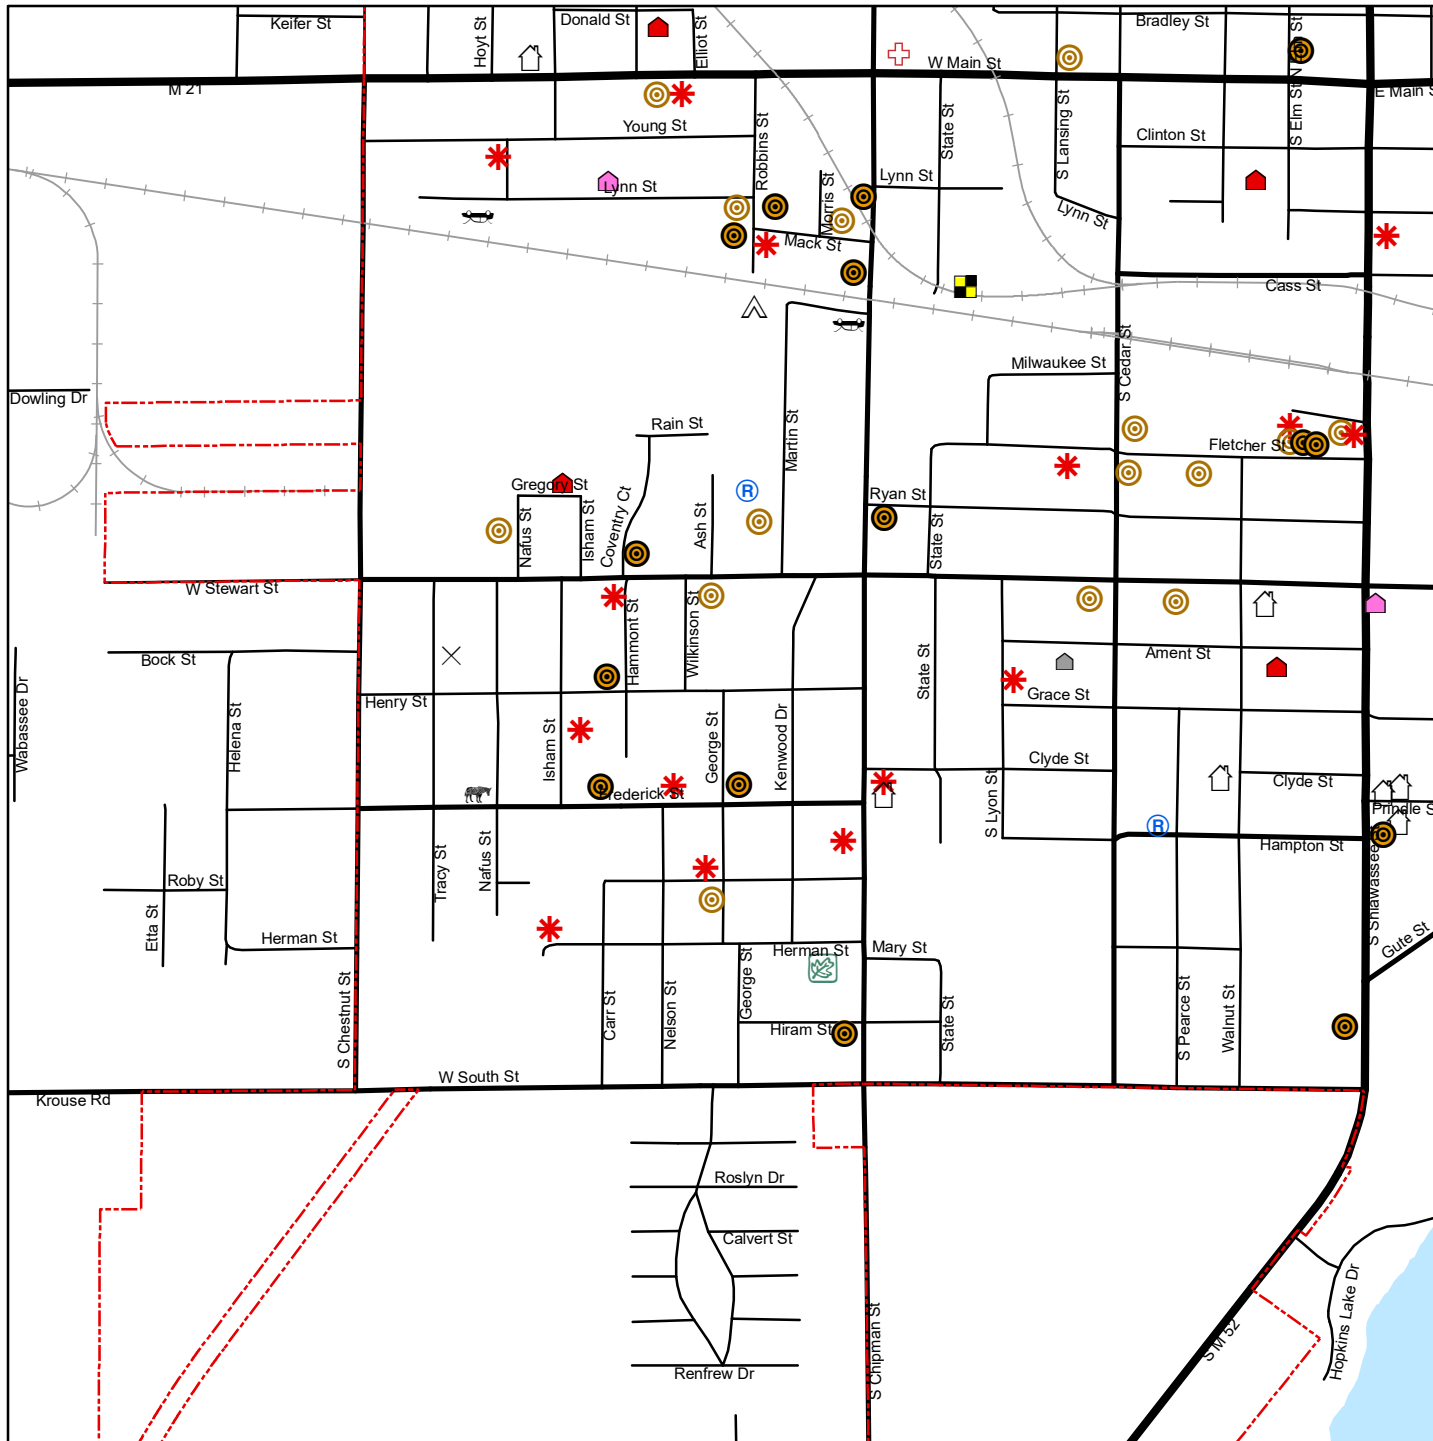 Keifer St
Hoyt St
Donald St
Elliot St
Bradley St
N Elm St
W Main St
M 21
E Main S
Young St
Robbins St
State St
S Lansing St
Clinton St
S Elm St
Lynn St
Morris St
Lynn St
Lynn St
Mack St
Cass St
S Cedar St
Milwaukee St
Dowling Dr
Rain St
Martin St
Fletcher St
Gregory St
R
Ryan St
Nafus St
Isham St
Coventry Ct
Ash St
State St
W Stewart St
Hammont St
Wilkinson St
Bock St
State St
Ament St
Wabassee Dr
Helena St
Henry St
Grace St
Isham St
George St
Kenwood Dr
Clyde St
Clyde St
Frederick St
S Lyon St
Prindle S
R
Hampton St
Tracy St
Nafus St
Roby St
S Shiawassee
Etta St
Herman St
Herman St
Mary St
Gute St
S Chestnut St
Carr St
Nelson St
George St
Hiram St
State St
S Pearce St
Walnut St
W South St
Krouse Rd
Roslyn Dr
Calvert St
Hopkins Lake Dr
S M 52
S Chipman St
Renfrew Dr